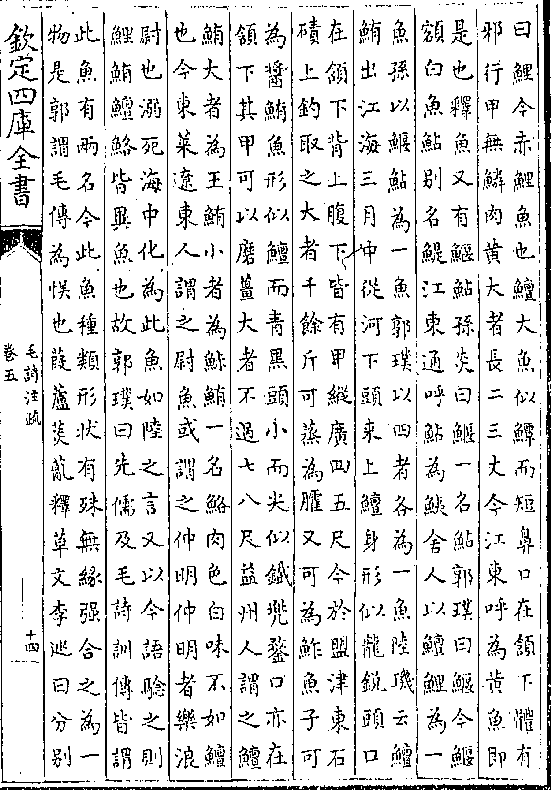 曰鯉今赤鯉魚也鱣大魚似鱏而短鼻口在頷下體有
邪行甲無鱗肉黄大者長二三丈今江東呼為黄魚即
是也釋魚又有鰋鮎孫炎曰鰋一名鮎郭璞曰鰋今鰋
額白魚鮎别名鯷江東通呼鮎為鮧舍人以鱣鯉為一
魚孫以鰋鮎為一魚郭璞以四者各為一魚陸璣云鱣
鮪出江海三月中從河下頭來上鱣身形似龍鋭頭口
在頷下背上腹下皆有甲縱廣四五尺今於盟津東石
磧上釣取之大者千餘斤可蒸為臛又可為鮓魚子可
為醬鮪魚形似鱣而青黑頭小而尖似鐵兠鍪口亦在
頷下其甲可以磨薑大者不過七八尺益州人謂之鱣
鮪大者為王鮪小者為鮛鮪一名鮥肉色白味不如鱣
也今東萊遼東人謂之尉魚或謂之仲明仲明者樂浪
尉也溺死海中化為此魚如陸之言又以今語驗之則
鯉鮪鱣鮥皆異魚也故郭璞曰先儒及毛詩訓傳皆謂
此魚有兩名今此魚種類形狀有殊無緣强合之為一
物是郭謂毛傳為悞也葭蘆菼薍釋草文李巡曰分别
欽定四庫全書
毛詩注疏
卷五
十四